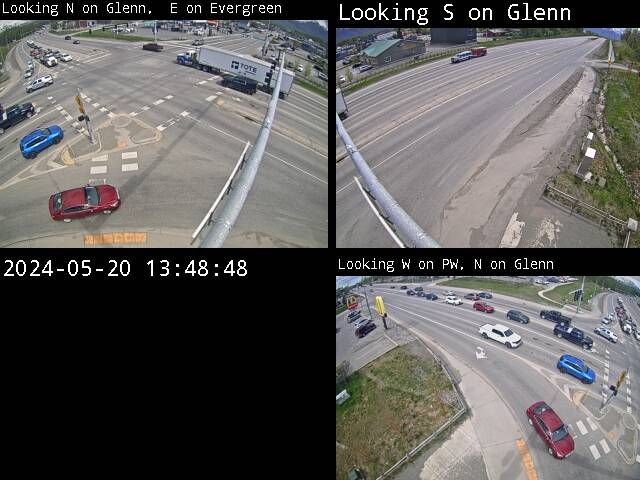 Looking N on Glenn,  E on Evergreen
Looking S on Glenn
TOTE
2024-05-20 13:48:48
Looking W on PW, N on Glenn